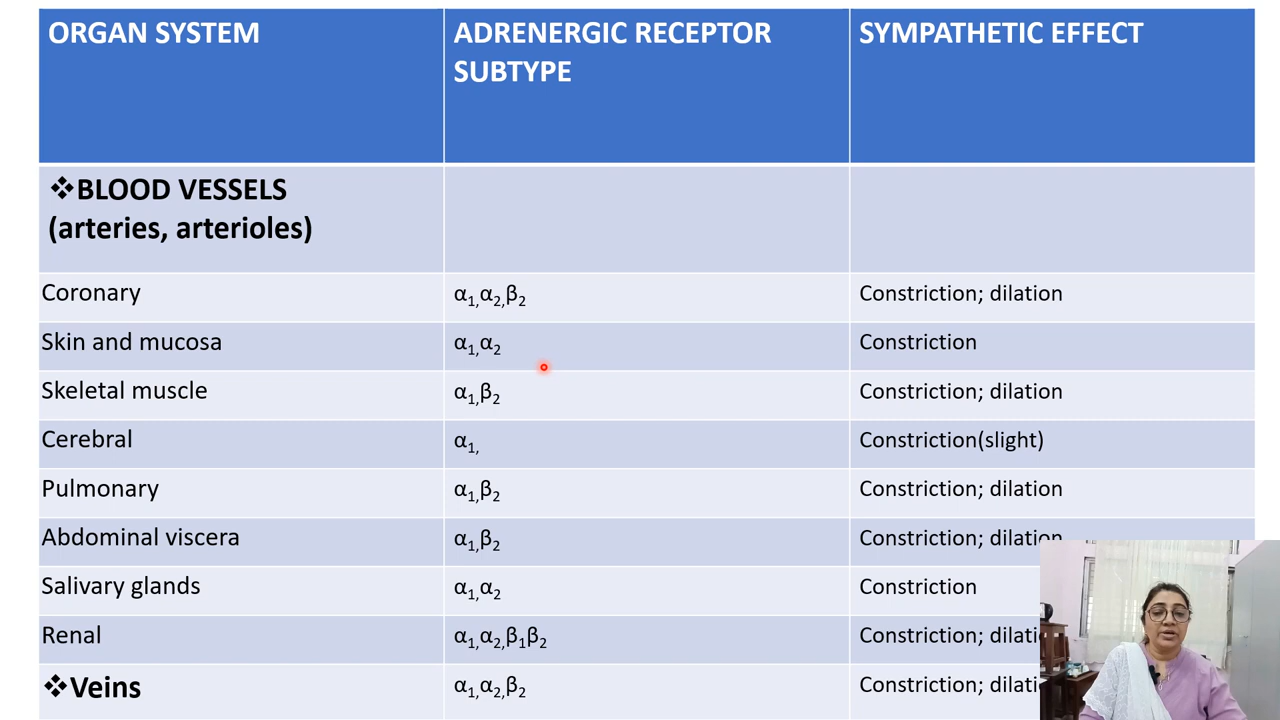 ORGAN SYSTEM
ADRENERGIC RECEPTOR
SUBTYPE
SYMPATHETIC EFFECT
❖BLOOD VESSELS
(arteries, arterioles)
Coronary
α₁,α₂,β₂
Constriction; dilation
Skin and mucosa
α₁,α₂
Constriction
Skeletal muscle
α₁,β₂
Constriction; dilation
Cerebral
α₁,
Constriction(slight)
Pulmonary
α₁,β₂
Constriction; dilation
Abdominal viscera
α₁,β₂
Constriction; dilation
Salivary glands
α₁,α₂
Constriction
Renal
α₁,α₂,β₁β₂
Constriction;
❖Veins
α₁,α₂,β₂
Constriction;